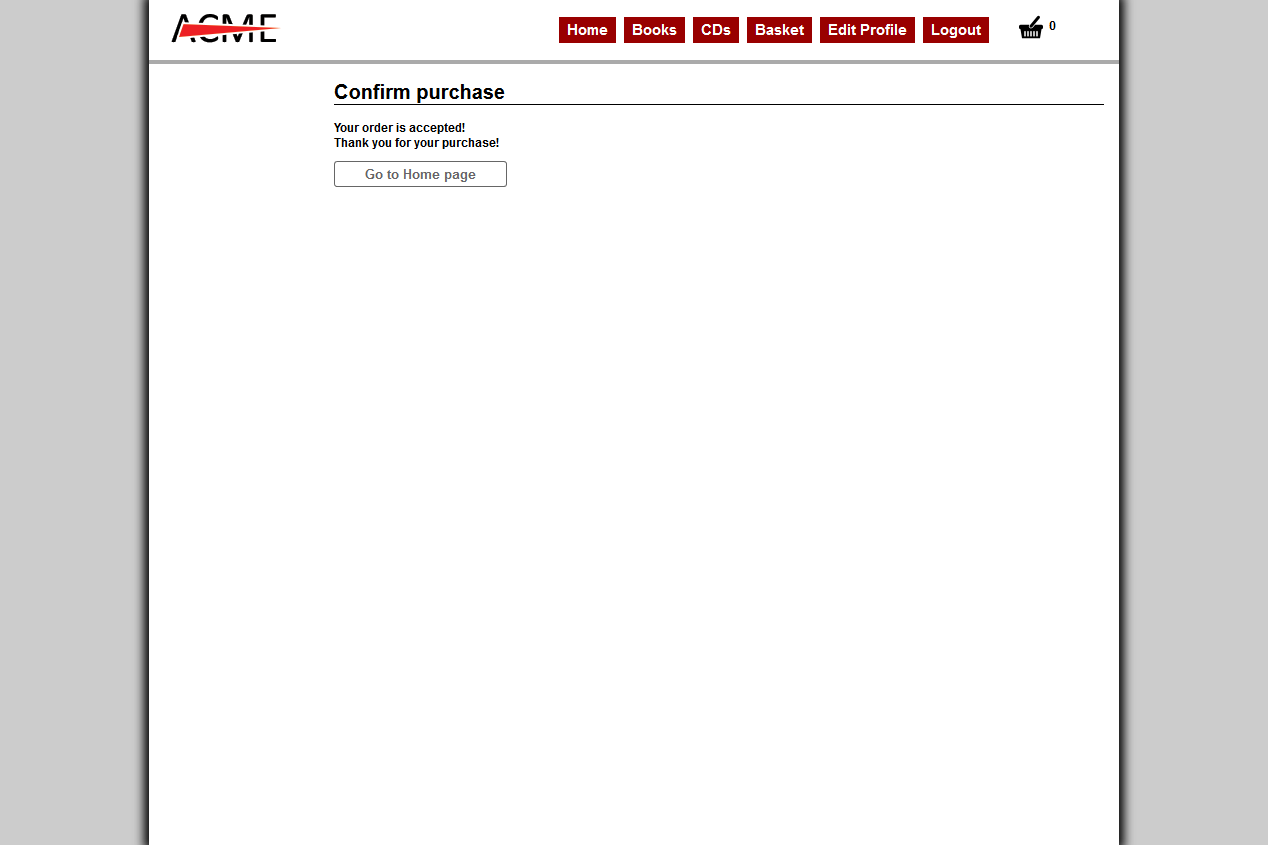 ACME
Home Books CDs Basket Edit Profile Logout 0
Confirm purchase
Your order is accepted!
Thank you for your purchase!
Go to Home page